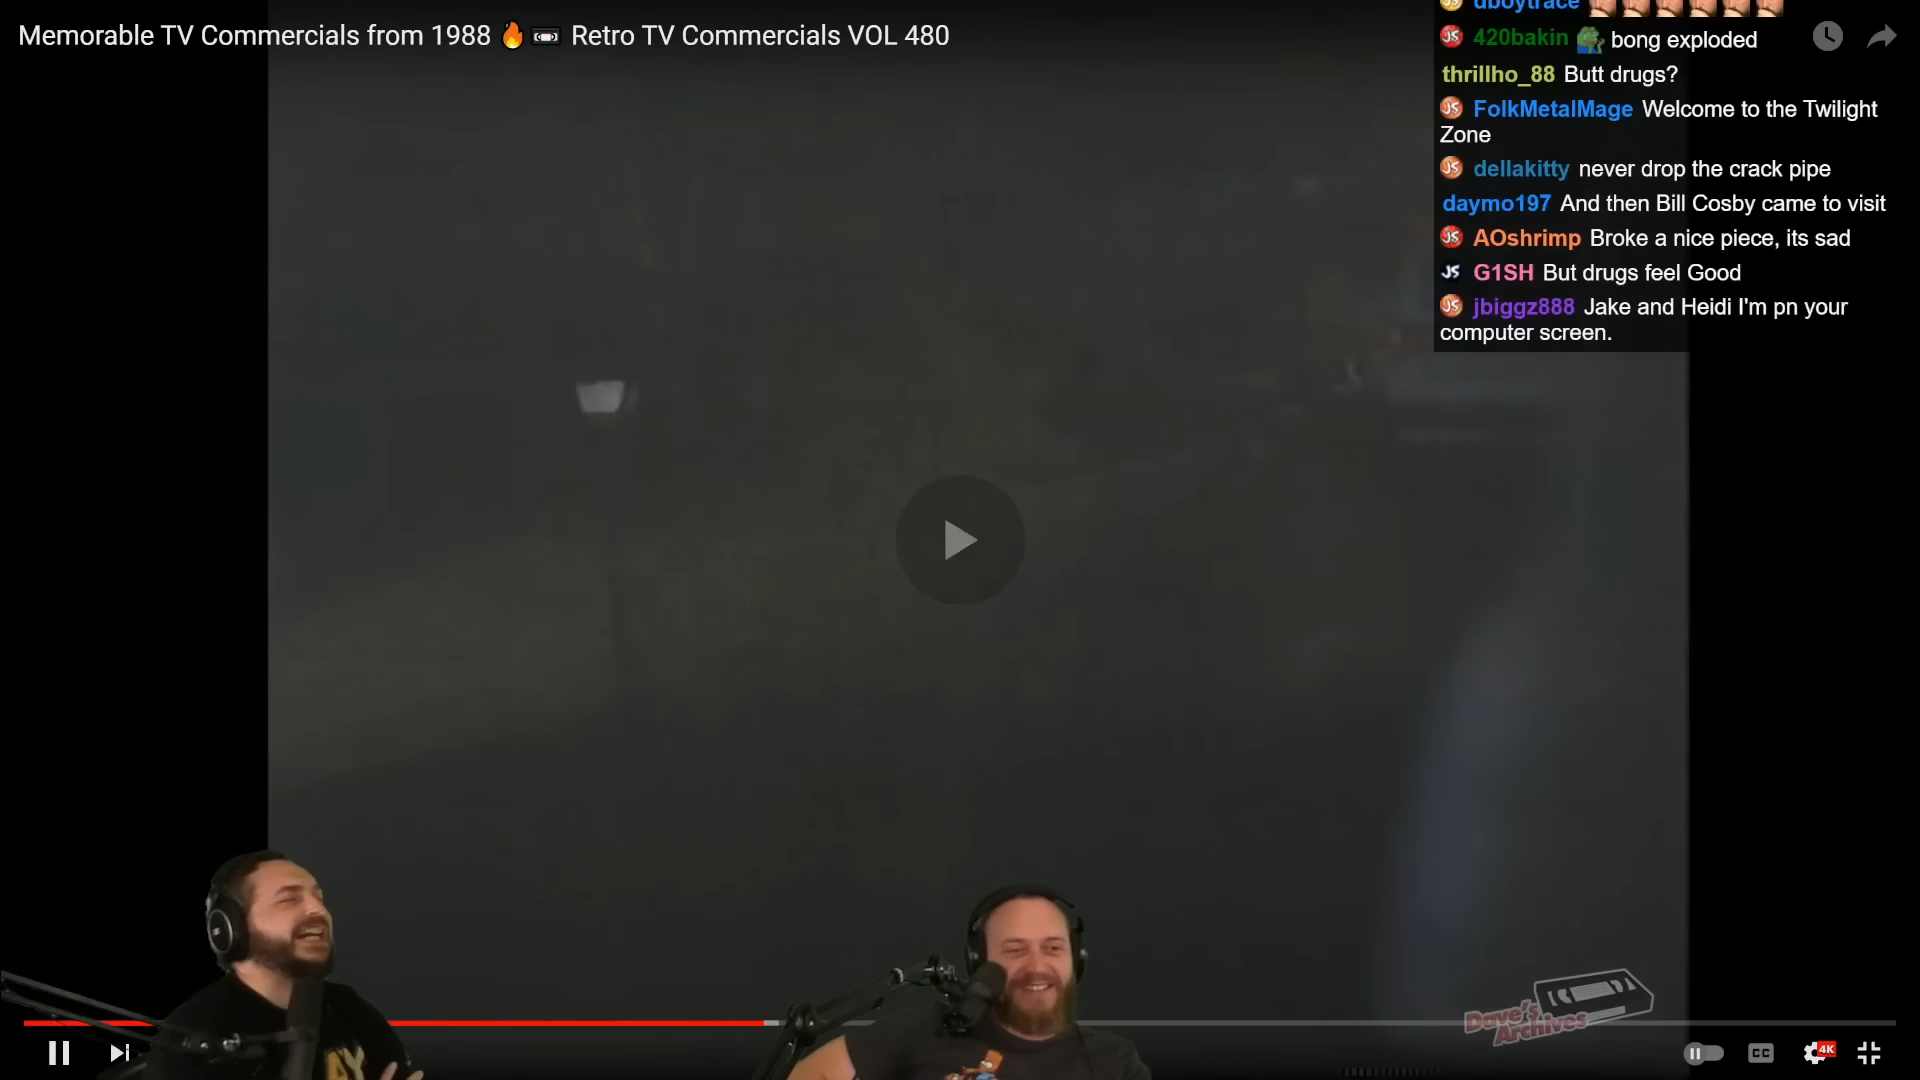 Memorable TV Commercials from 1988 🔥📼 Retro TV Commercials VOL 480
dboytrace
420bakin bong exploded
thrillho_88 Butt drugs?
FolkMetalMage Welcome to the Twilight
Zone
dellakitty never drop the crack pipe
daymo197 And then Bill Cosby came to visit
AOshrimp Broke a nice piece, its sad
G1SH But drugs feel Good
jbiggz888 Jake and Heidi I'm pn your
computer screen.
Dave's
Archives
CC
4K